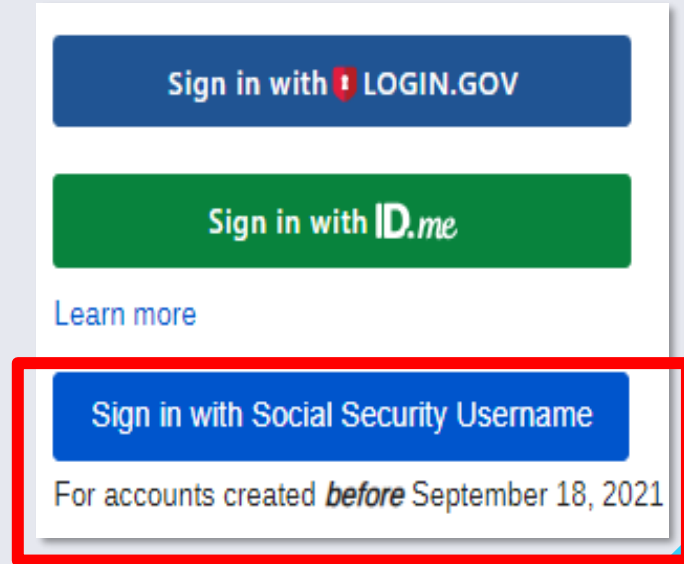 Sign in with LOGIN.GOV
Sign in with ID.me
Learn more
Sign in with Social Security Username
For accounts created before September 18, 2021